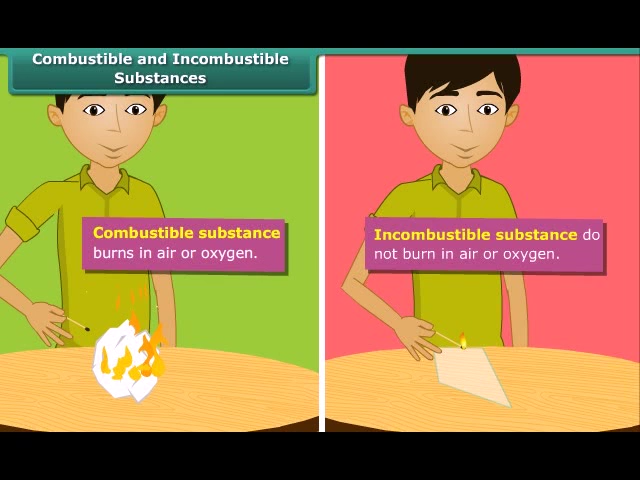 Combustible and Incombustible
Substances
Combustible substance
burns in air or oxygen.
Incombustible substance do
not burn in air or oxygen.